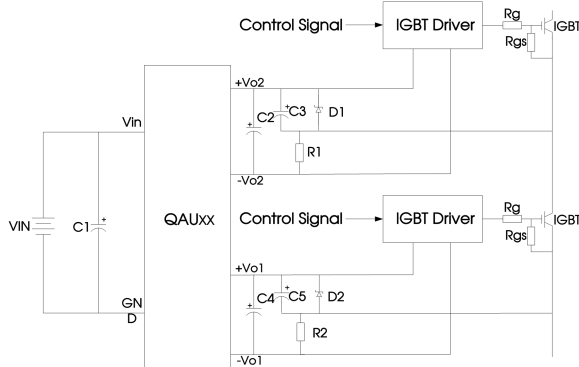 Control Signal
IGBT Driver
Rg
IGBT
Rgs
+Vo2
C2
+
C3
+
D1
R1
-Vo2
Vin
VIN
C1
+
QAUXX
GN
D
Control Signal
IGBT Driver
Rg
IGBT
Rgs
+Vo1
C4
+
C5
+
D2
R2
-Vo1